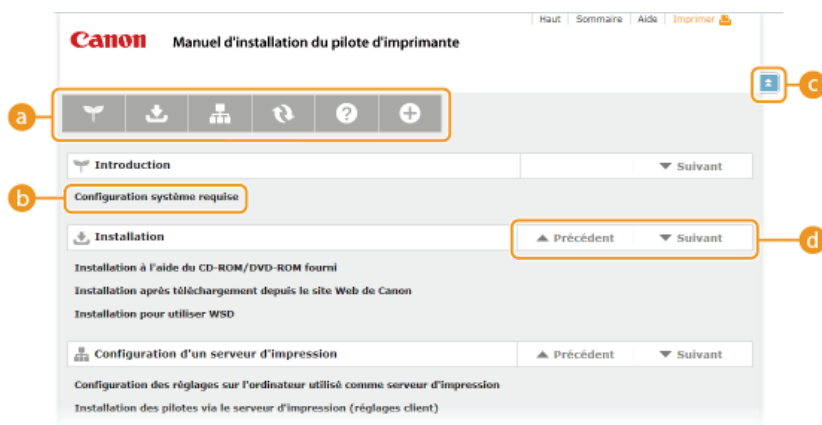 Haut Sommaire Aide Imprimer
Canon Manuel d'installation du pilote d'imprimante
c
a
Introduction Suivant
b Configuration système requise
Installation Précédent Suivant
d
Installation à l'aide du CD-ROM/DVD-ROM fourni
Installation après téléchargement depuis le site Web de Canon
Installation pour utiliser WSD
Configuration d'un serveur d'impression Précédent Suivant
Configuration des réglages sur l'ordinateur utilisé comme serveur d'impression
Installation des pilotes via le serveur d'impression (réglages client)